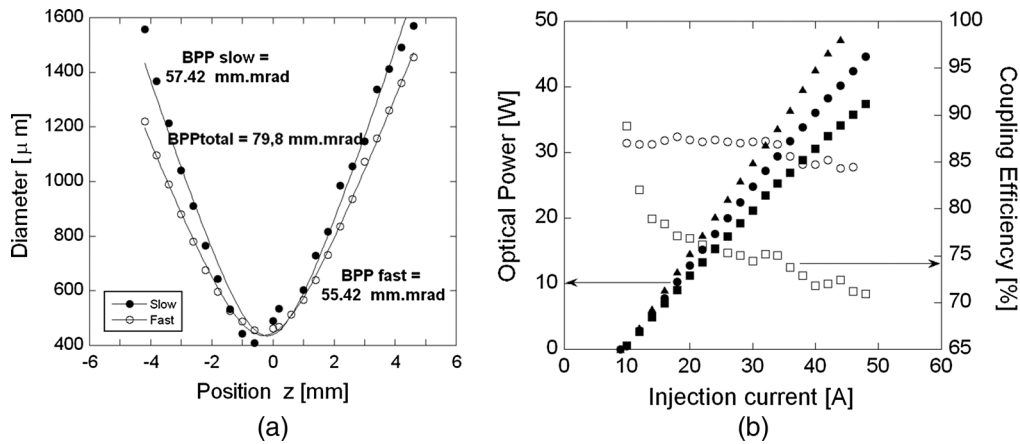 (a)
1600
1400
1200
1000
800
600
400
Diameter [μm]
BPP slow =
57.42 mm.mrad
BPPtotal = 79,8 mm.mrad
BPP fast =
55.42 mm.mrad
Slow
Fast
-6 -4 -2 0 2 4 6
Position z [mm]
(a)
50
40
30
20
10
0
Optical Power [W]
100
95
90
85
80
75
70
65
Coupling Efficiency [%]
0 10 20 30 40 50 60
Injection current [A]
(b)